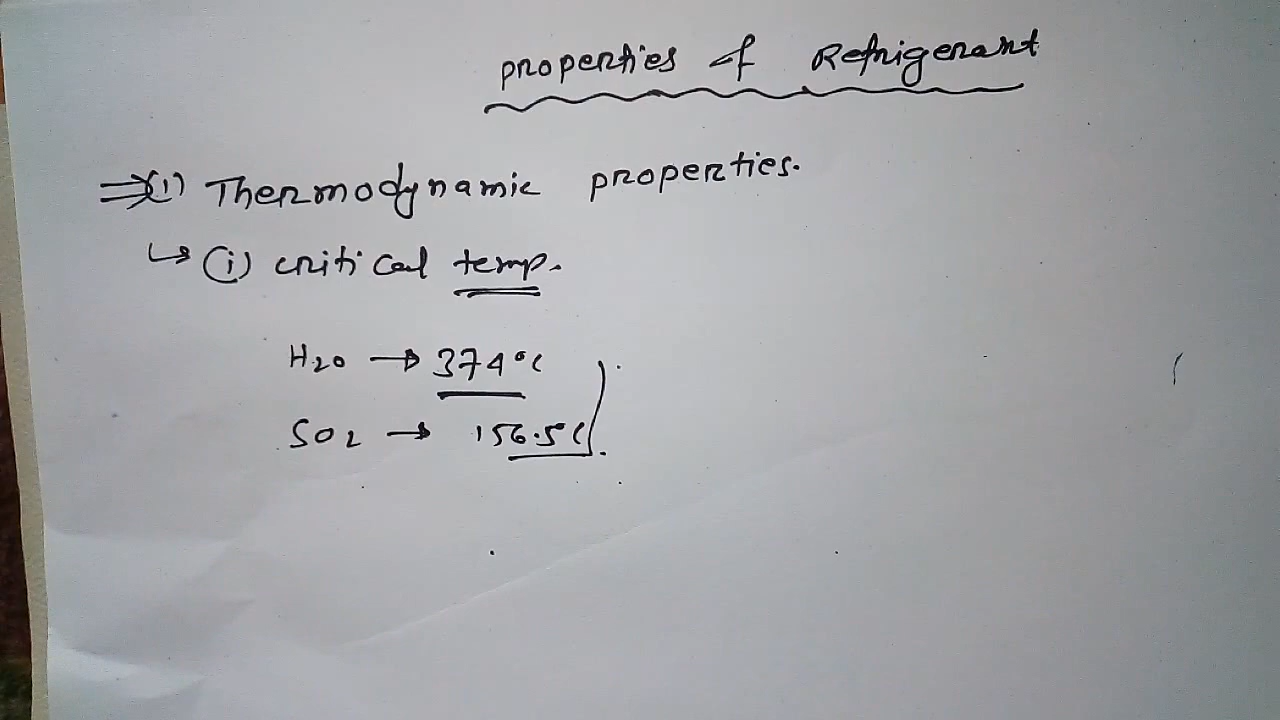 properties of Refrigerant
⇒(1) Thermodynamic properties.
↳ (i) critical temp.
H2O → 374°C
SO2 → 156.5°C